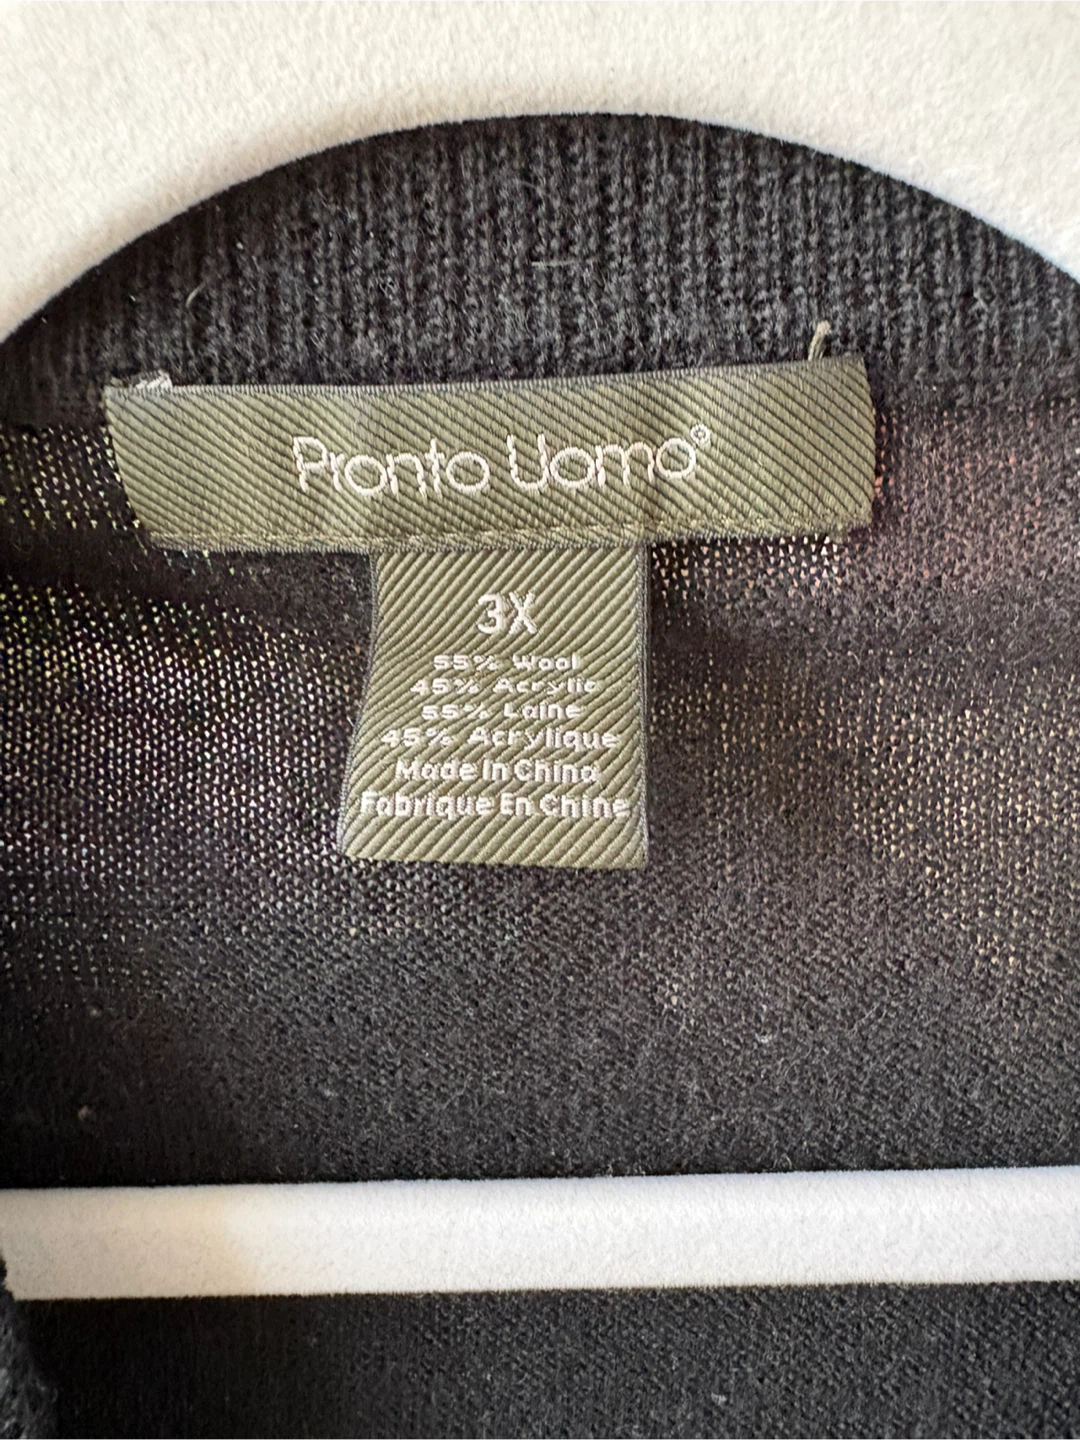 Pronto Uomo®
3X
55% Wool
45% Acrylic
55% Laine
45% Acrylique
Made In China
Fabrique En Chine